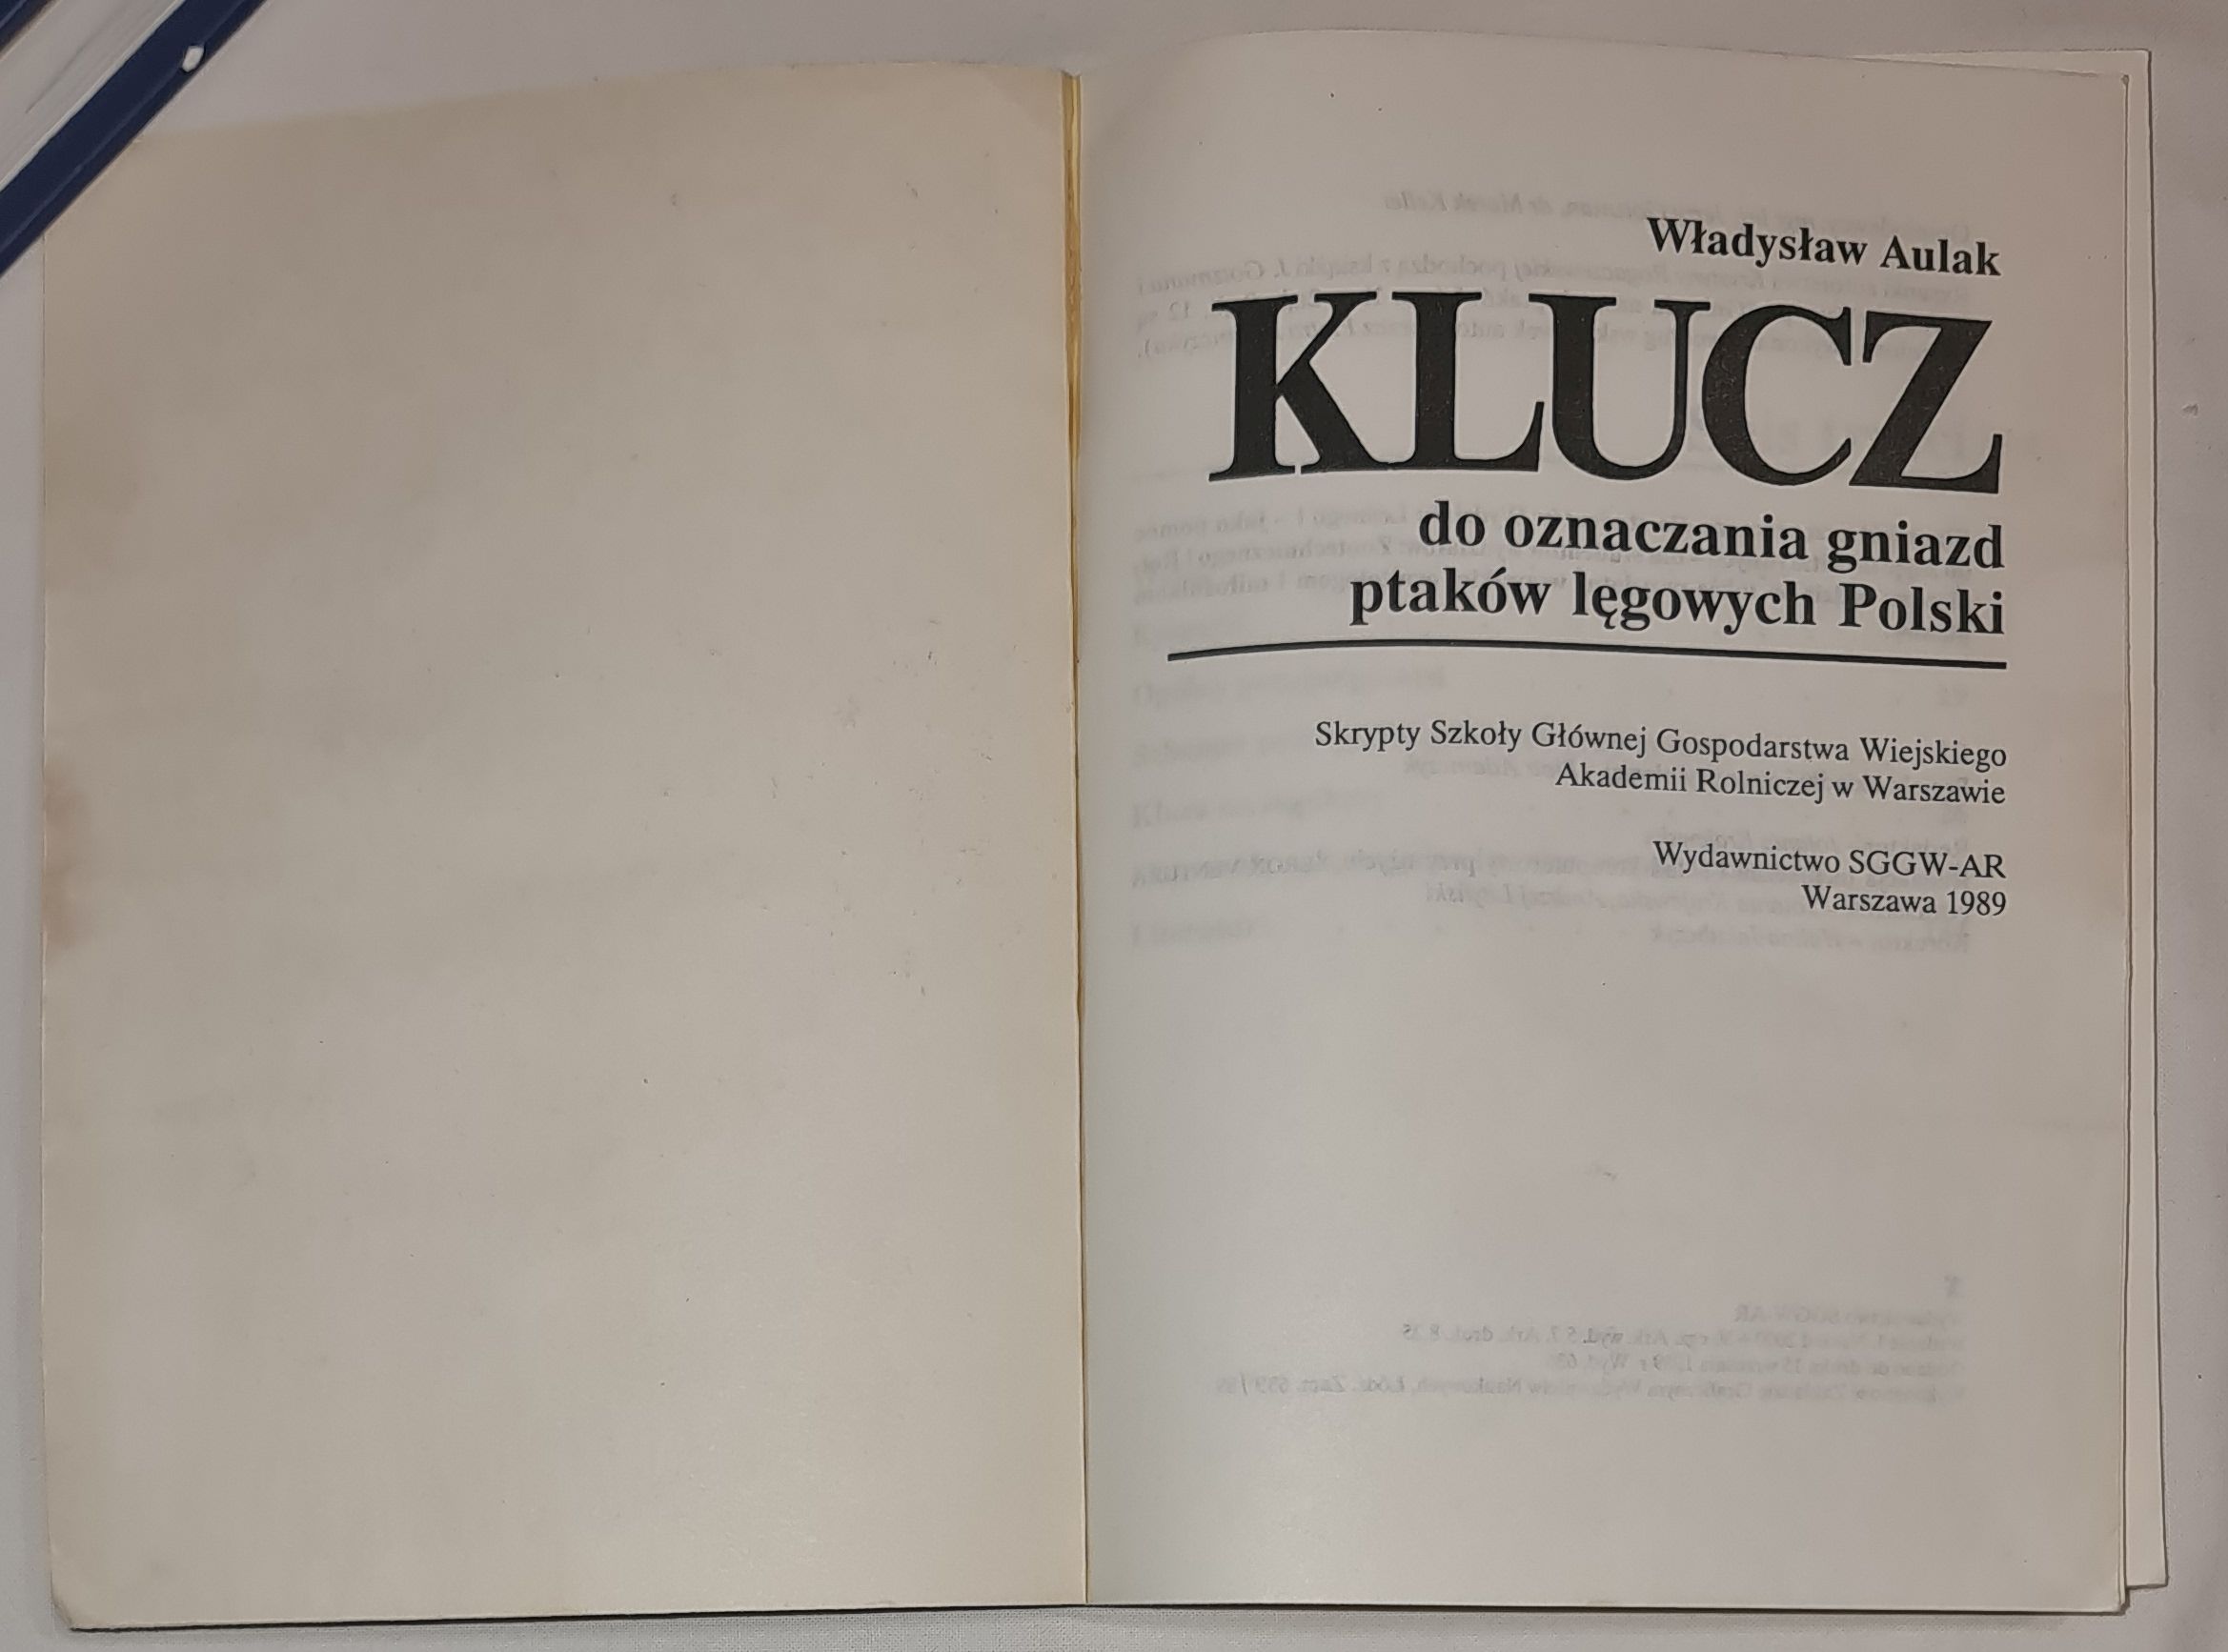 Władysław Aulak
KLUCZ
do oznaczania gniazd
ptaków lęgowych Polski
Skrypty Szkoły Głównej Gospodarstwa Wiejskiego
Akademii Rolniczej w Warszawie
Wydawnictwo SGGW-AR
Warszawa 1989